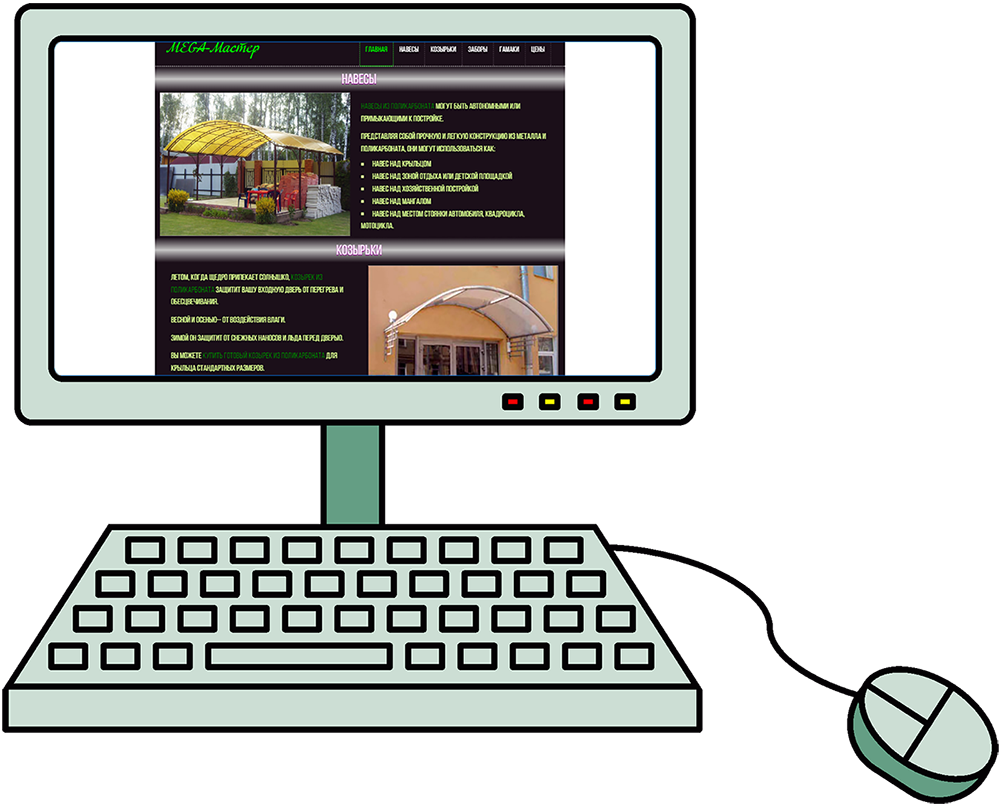 MEGA-Мастер
ГЛАВНАЯ НАВЕСЫ КОЗЫРЬКИ ЗАБОРЫ ГАМАКИ ЦЕНЫ
НАВЕСЫ
НАВЕСЫ ИЗ ПОЛИКАРБОНАТА МОГУТ БЫТЬ АВТОНОМНЫМИ ИЛИ
ПРИМЫКАЮЩИМИ К ПОСТРОЙКЕ.
ПРЕДСТАВЛЯЯ СОБОЙ ПРОЧНУЮ И ЛЕГКУЮ КОНСТРУКЦИЮ ИЗ МЕТАЛЛА И
ПОЛИКАРБОНАТА, ОНИ МОГУТ ИСПОЛЬЗОВАТЬСЯ КАК:
НАВЕС НАД КРЫЛЬЦОМ
НАВЕС НАД ЗОНОЙ ОТДЫХА ИЛИ ДЕТСКОЙ ПЛОЩАДКОЙ
НАВЕС НАД ХОЗЯЙСТВЕННОЙ ПОСТРОЙКОЙ
НАВЕС НАД МАНГАЛОМ
НАВЕС НАД МЕСТОМ СТОЯНКИ АВТОМОБИЛЯ, КВАДРОЦИКЛА,
МОТОЦИКЛА.
КОЗЫРЬКИ
ЛЕТОМ, КОГДА ЩЕДРО ПРИПЕКАЕТ СОЛНЫШКО, КОЗЫРЕК ИЗ
ПОЛИКАРБОНАТА ЗАЩИТИТ ВАШУ ВХОДНУЮ ДВЕРЬ ОТ ПЕРЕГРЕВА И
ОБЕСЦВЕЧИВАНИЯ.
ВЕСНОЙ И ОСЕНЬЮ– ОТ ВОЗДЕЙСТВИЯ ВЛАГИ.
ЗИМОЙ ОН ЗАЩИТИТ ОТ СНЕЖНЫХ НАНОСОВ И ЛЬДА ПЕРЕД ДВЕРЬЮ.
ВЫ МОЖЕТЕ КУПИТЬ ГОТОВЫЙ КОЗЫРЕК ИЗ ПОЛИКАРБОНАТА ДЛЯ
КРЫЛЬЦА СТАНДАРТНЫХ РАЗМЕРОВ.